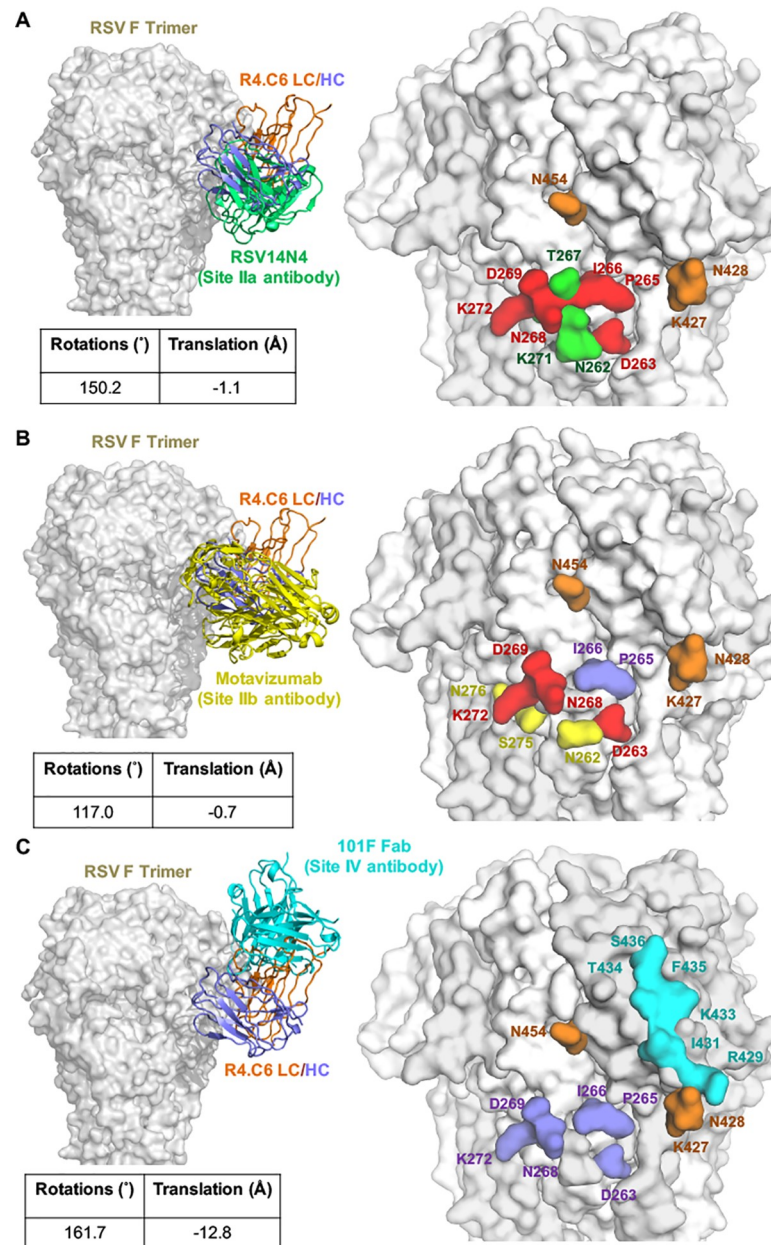 A
RSV F Trimer
R4.C6 LC/HC
RSV14N4
(Site IIa antibody)
Rotations (˚) Translation (Å)
150.2 -1.1
N454
T267
D269 I266
P265 N428
K272
N268
K427
K271
N262 D263
B
RSV F Trimer
R4.C6 LC/HC
Motavizumab
(Site IIb antibody)
Rotations (˚) Translation (Å)
117.0 -0.7
N454
D269 I266
P265 N428
N276
N268 K427
K272
S275
N262 D263
C
101F Fab
(Site IV antibody)
RSV F Trimer
R4.C6 LC/HC
Rotations (˚) Translation (Å)
161.7 -12.8
S436
T434 F435
K433
N454
I431
R429
D269 I266 P265
N428
K427
K272
N268
D263